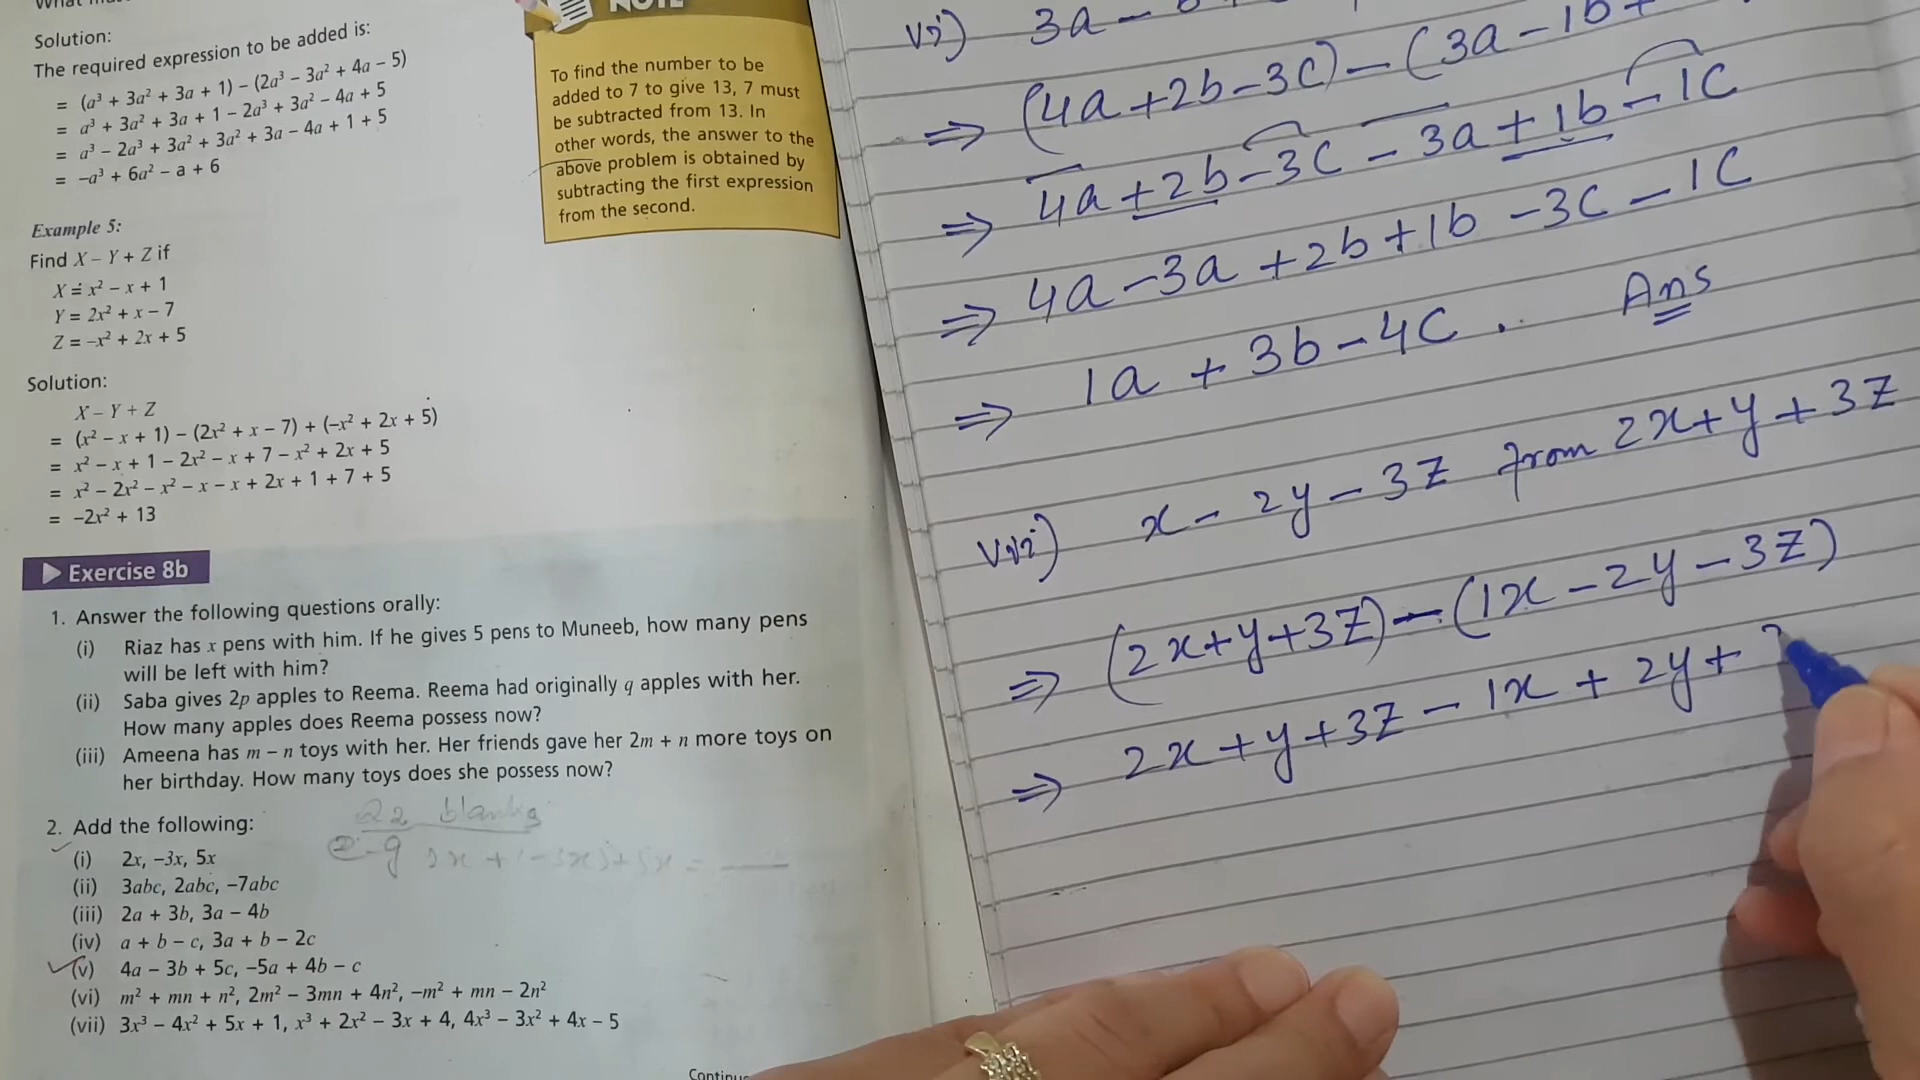 Solution:
The required expression to be added is:
= (a³ + 3a² + 3a + 1) – (2a³ – 3a² + 4a – 5)
= a³ + 3a² + 3a + 1 – 2a³ + 3a² – 4a + 5
= a³ – 2a³ + 3a² + 3a² + 3a – 4a + 1 + 5
= –a³ + 6a² – a + 6
NOTE
To find the number to be
added to 7 to give 13, 7 must
be subtracted from 13. In
other words, the answer to the
above problem is obtained by
subtracting the first expression
from the second.
Example 5:
Find X – Y + Z if
X = x² – x + 1
Y = 2x² + x – 7
Z = –x² + 2x + 5
Solution:
X – Y + Z
= (x² – x + 1) – (2x² + x – 7) + (–x² + 2x + 5)
= x² – x + 1 – 2x² – x + 7 – x² + 2x + 5
= x² – 2x² – x² – x – x + 2x + 1 + 7 + 5
= –2x² + 13
Exercise 8b
1. Answer the following questions orally:
(i) Riaz has x pens with him. If he gives 5 pens to Muneeb, how many pens
will be left with him?
(ii) Saba gives 2p apples to Reema. Reema had originally q apples with her.
How many apples does Reema possess now?
(iii) Ameena has m – n toys with her. Her friends gave her 2m + n more toys on
her birthday. How many toys does she possess now?
2. Add the following:
(i) 2x, –3x, 5x
(ii) 3abc, 2abc, –7abc
(iii) 2a + 3b, 3a – 4b
(iv) a + b – c, 3a + b – 2c
(v) 4a – 3b + 5c, –5a + 4b – c
(vi) m² + mn + n², 2m² – 3mn + 4n², –m² + mn – 2n²
(vii) 3x³ – 4x² + 5x + 1, x³ + 2x² – 3x + 4, 4x³ – 3x² + 4x – 5
blanks
vi) 3a –
⇒ (4a+2b–3c) – (3a–1b+
⇒ 4a+2b–3c – 3a+1b–1c
⇒ 4a–3a +2b+1b –3c –1c
⇒ 1a + 3b–4c. Ans
vii) x – 2y – 3z from 2x+y+3z
⇒ (2x+y+3z) – (1x–2y–3z)
⇒ 2x+y+3z – 1x + 2y+